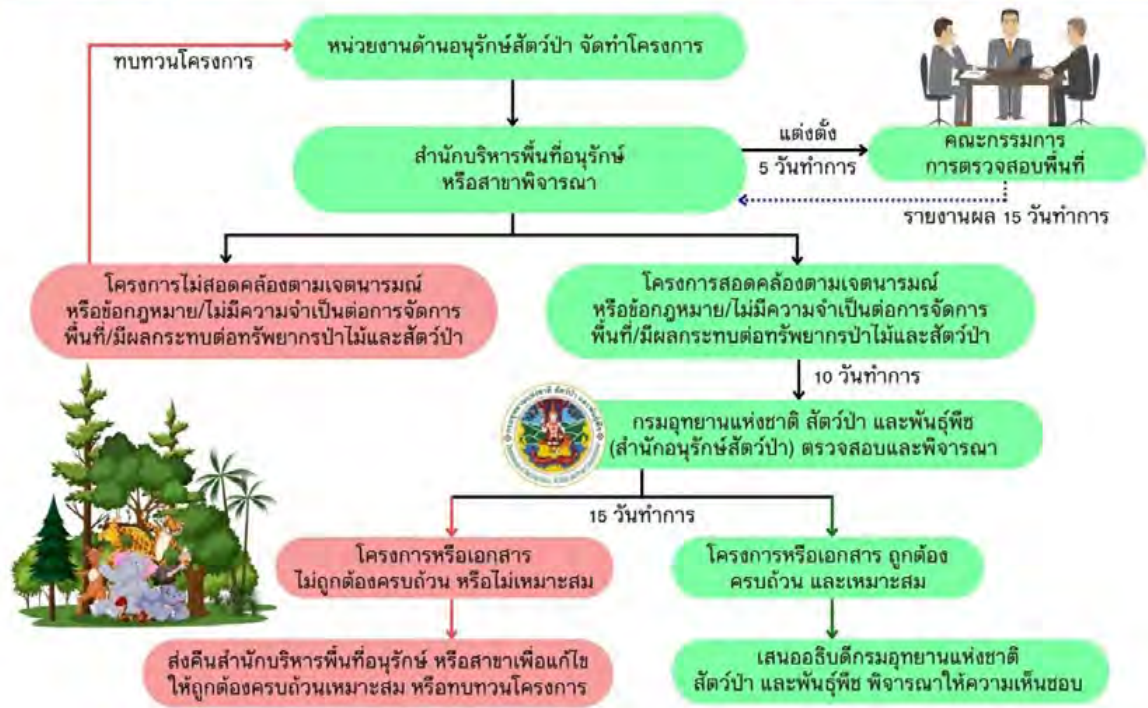 หน่วยงานด้านอนุรักษ์สัตว์ป่า จัดทำโครงการ
ทบทวนโครงการ
สำนักบริหารพื้นที่อนุรักษ์
หรือสาขาพิจารณา
แต่งตั้ง
5 วันทำการ
คณะกรรมการ
การตรวจสอบพื้นที่
รายงานผล 15 วันทำการ
โครงการไม่สอดคล้องตามเจตนารมณ์
หรือข้อกฎหมาย/ไม่มีความจำเป็นต่อการจัดการ
พื้นที่/มีผลกระทบต่อทรัพยากรป่าไม้และสัตว์ป่า
โครงการสอดคล้องตามเจตนารมณ์
หรือข้อกฎหมาย/ไม่มีความจำเป็นต่อการจัดการ
พื้นที่/มีผลกระทบต่อทรัพยากรป่าไม้และสัตว์ป่า
10 วันทำการ
กรมอุทยานแห่งชาติ สัตว์ป่า และพันธุ์พืช
(สำนักอนุรักษ์สัตว์ป่า) ตรวจสอบและพิจารณา
15 วันทำการ
โครงการหรือเอกสาร
ไม่ถูกต้องครบถ้วน หรือไม่เหมาะสม
โครงการหรือเอกสาร ถูกต้อง
ครบถ้วน และเหมาะสม
ส่งคืนสำนักบริหารพื้นที่อนุรักษ์ หรือสาขาเพื่อแก้ไข
ให้ถูกต้องครบถ้วนเหมาะสม หรือทบทวนโครงการ
เสนออธิบดีกรมอุทยานแห่งชาติ
สัตว์ป่า และพันธุ์พืช พิจารณาให้ความเห็นชอบ